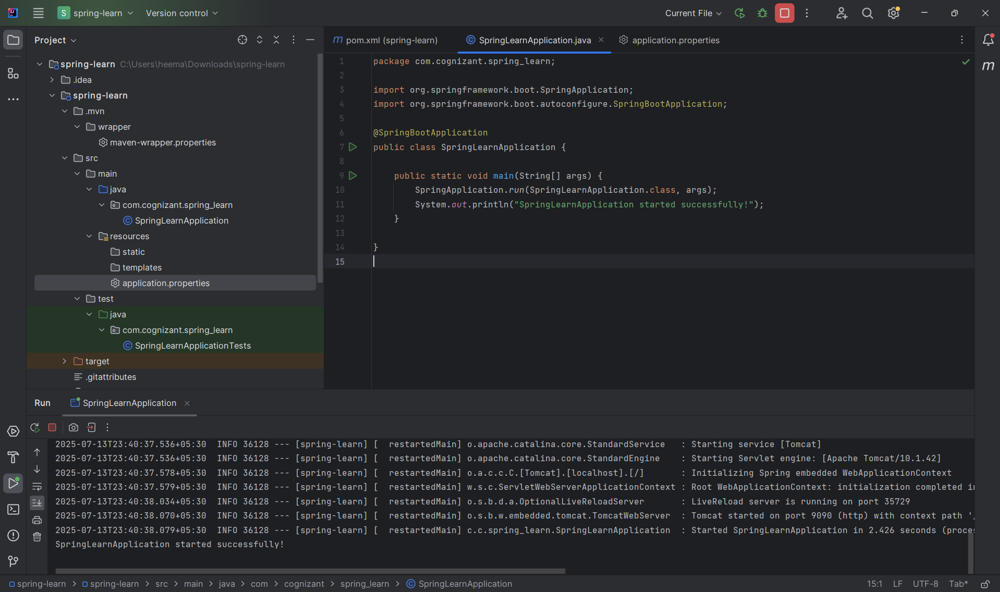 S spring-learn Version control Current File
Project
pom.xml (spring-learn) SpringLearnApplication.java application.properties
spring-learn C:\Users\heema\Downloads\spring-learn
.idea
spring-learn
.mvn
wrapper
maven-wrapper.properties
src
main
java
com.cognizant.spring_learn
SpringLearnApplication
resources
static
templates
application.properties
test
java
com.cognizant.spring_learn
SpringLearnApplicationTests
target
.gitattributes
1 package com.cognizant.spring_learn;
2
3 import org.springframework.boot.SpringApplication;
4 import org.springframework.boot.autoconfigure.SpringBootApplication;
5
6 @SpringBootApplication
7 public class SpringLearnApplication {
8
9 public static void main(String[] args) {
10 SpringApplication.run(SpringLearnApplication.class, args);
11 System.out.println("SpringLearnApplication started successfully!");
12 }
13
14 }
15
Run SpringLearnApplication
2025-07-13T23:40:37.536+05:30 INFO 36128 --- [spring-learn] [ restartedMain] o.apache.catalina.core.StandardService : Starting service [Tomcat]
2025-07-13T23:40:37.536+05:30 INFO 36128 --- [spring-learn] [ restartedMain] o.apache.catalina.core.StandardEngine : Starting Servlet engine: [Apache Tomcat/10.1.42]
2025-07-13T23:40:37.578+05:30 INFO 36128 --- [spring-learn] [ restartedMain] o.a.c.c.C.[Tomcat].[localhost].[/] : Initializing Spring embedded WebApplicationContext
2025-07-13T23:40:37.579+05:30 INFO 36128 --- [spring-learn] [ restartedMain] w.s.c.ServletWebServerApplicationContext : Root WebApplicationContext: initialization completed in
2025-07-13T23:40:38.034+05:30 INFO 36128 --- [spring-learn] [ restartedMain] o.s.b.d.a.OptionalLiveReloadServer : LiveReload server is running on port 35729
2025-07-13T23:40:38.070+05:30 INFO 36128 --- [spring-learn] [ restartedMain] o.s.b.w.embedded.tomcat.TomcatWebServer : Tomcat started on port 9090 (http) with context path '/
2025-07-13T23:40:38.079+05:30 INFO 36128 --- [spring-learn] [ restartedMain] c.c.spring_learn.SpringLearnApplication : Started SpringLearnApplication in 2.426 seconds (proces
SpringLearnApplication started successfully!
spring-learn > spring-learn > src > main > java > com > cognizant > spring_learn > SpringLearnApplication 15:1 LF UTF-8 Tab*